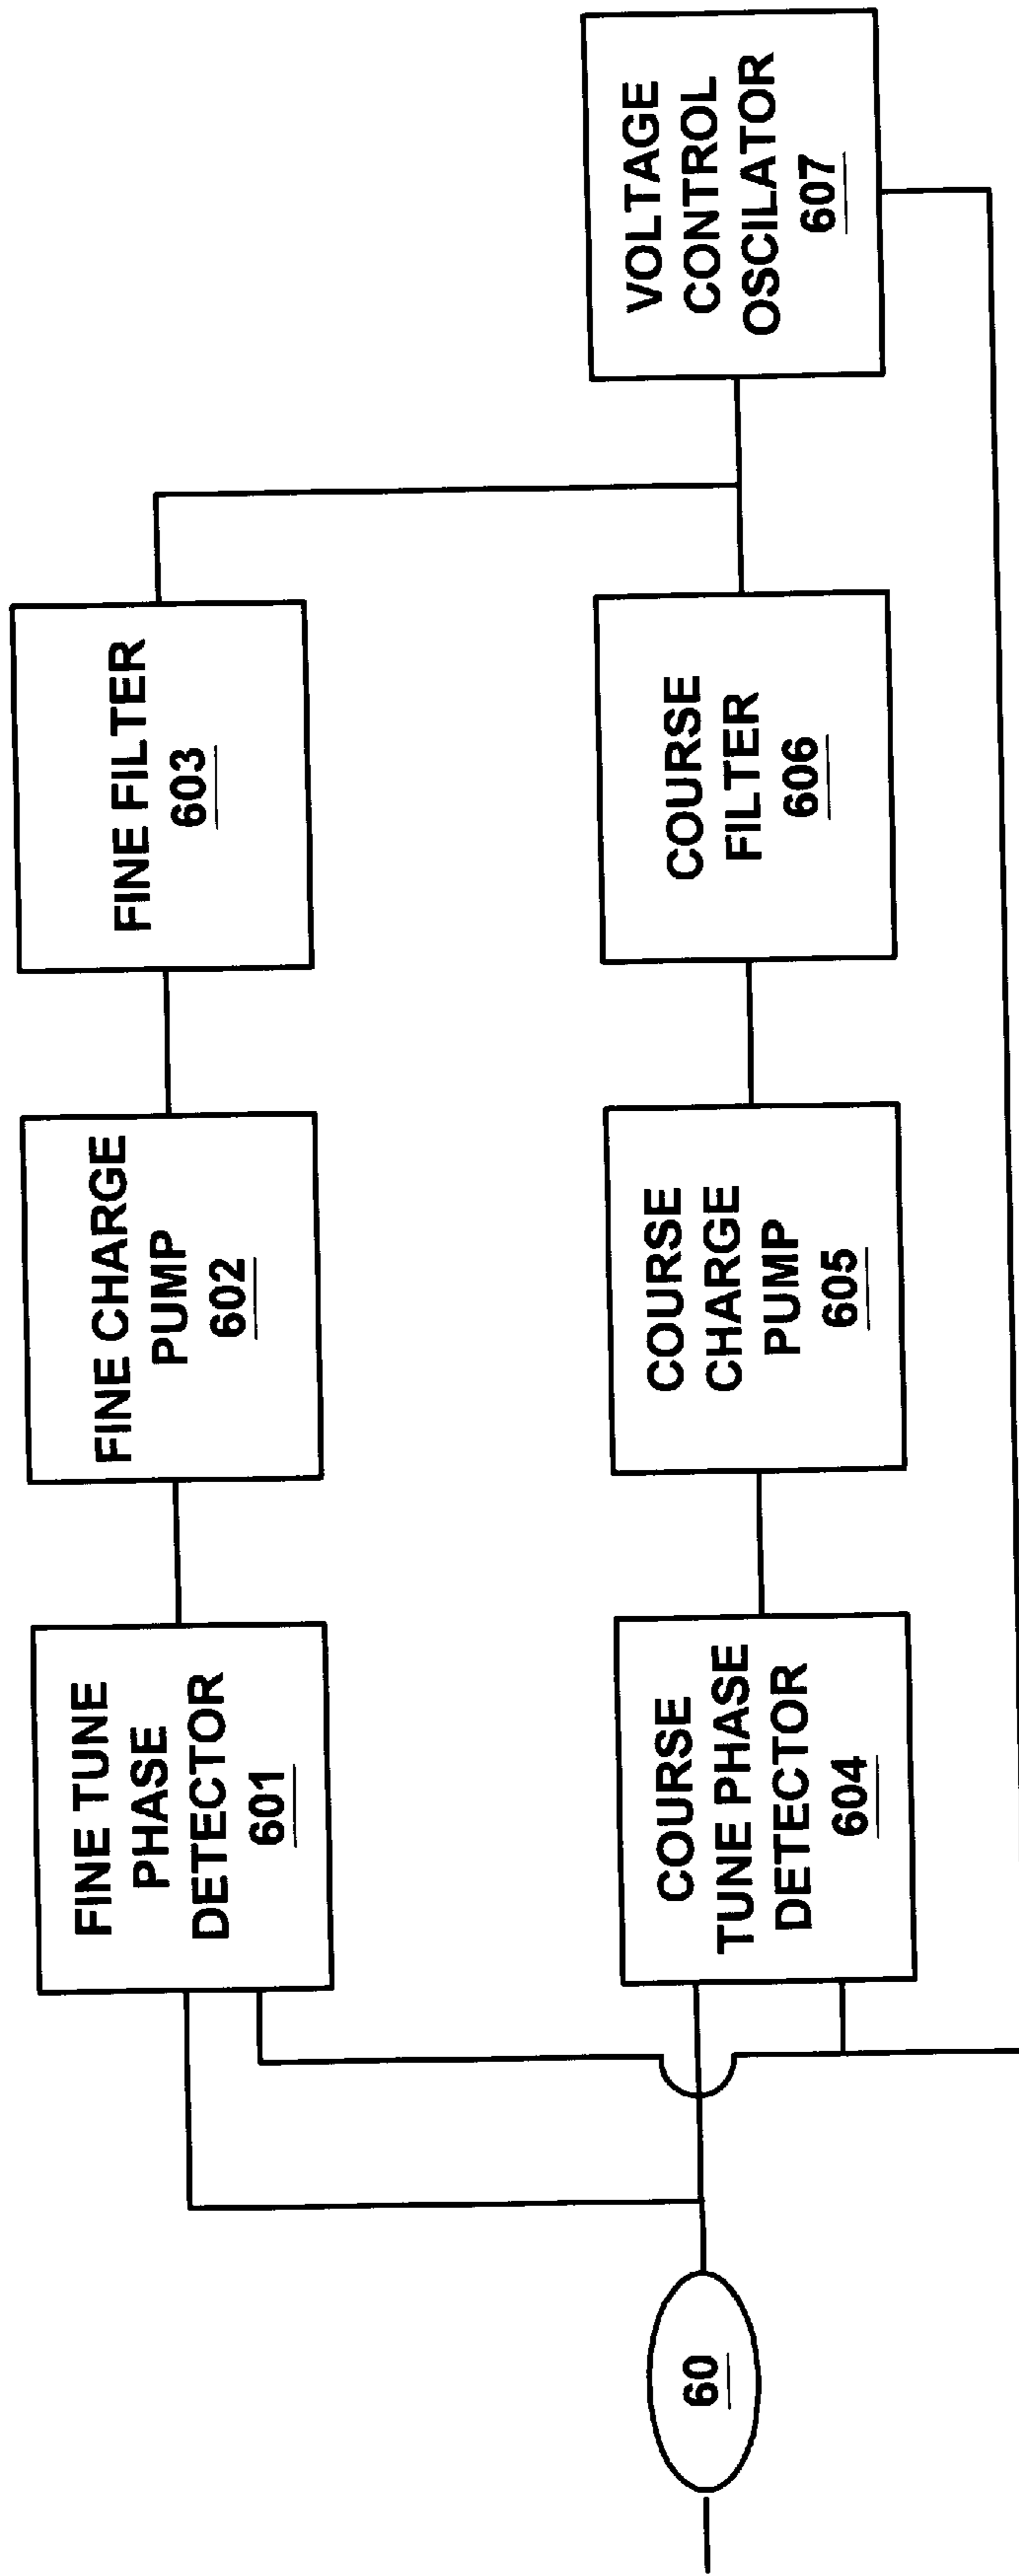 60
FINE TUNE
PHASE
DETECTOR
601
FINE CHARGE
PUMP
602
FINE FILTER
603
COURSE
TUNE PHASE
DETECTOR
604
COURSE
CHARGE
PUMP
605
COURSE
FILTER
606
VOLTAGE
CONTROL
OSCILATOR
607